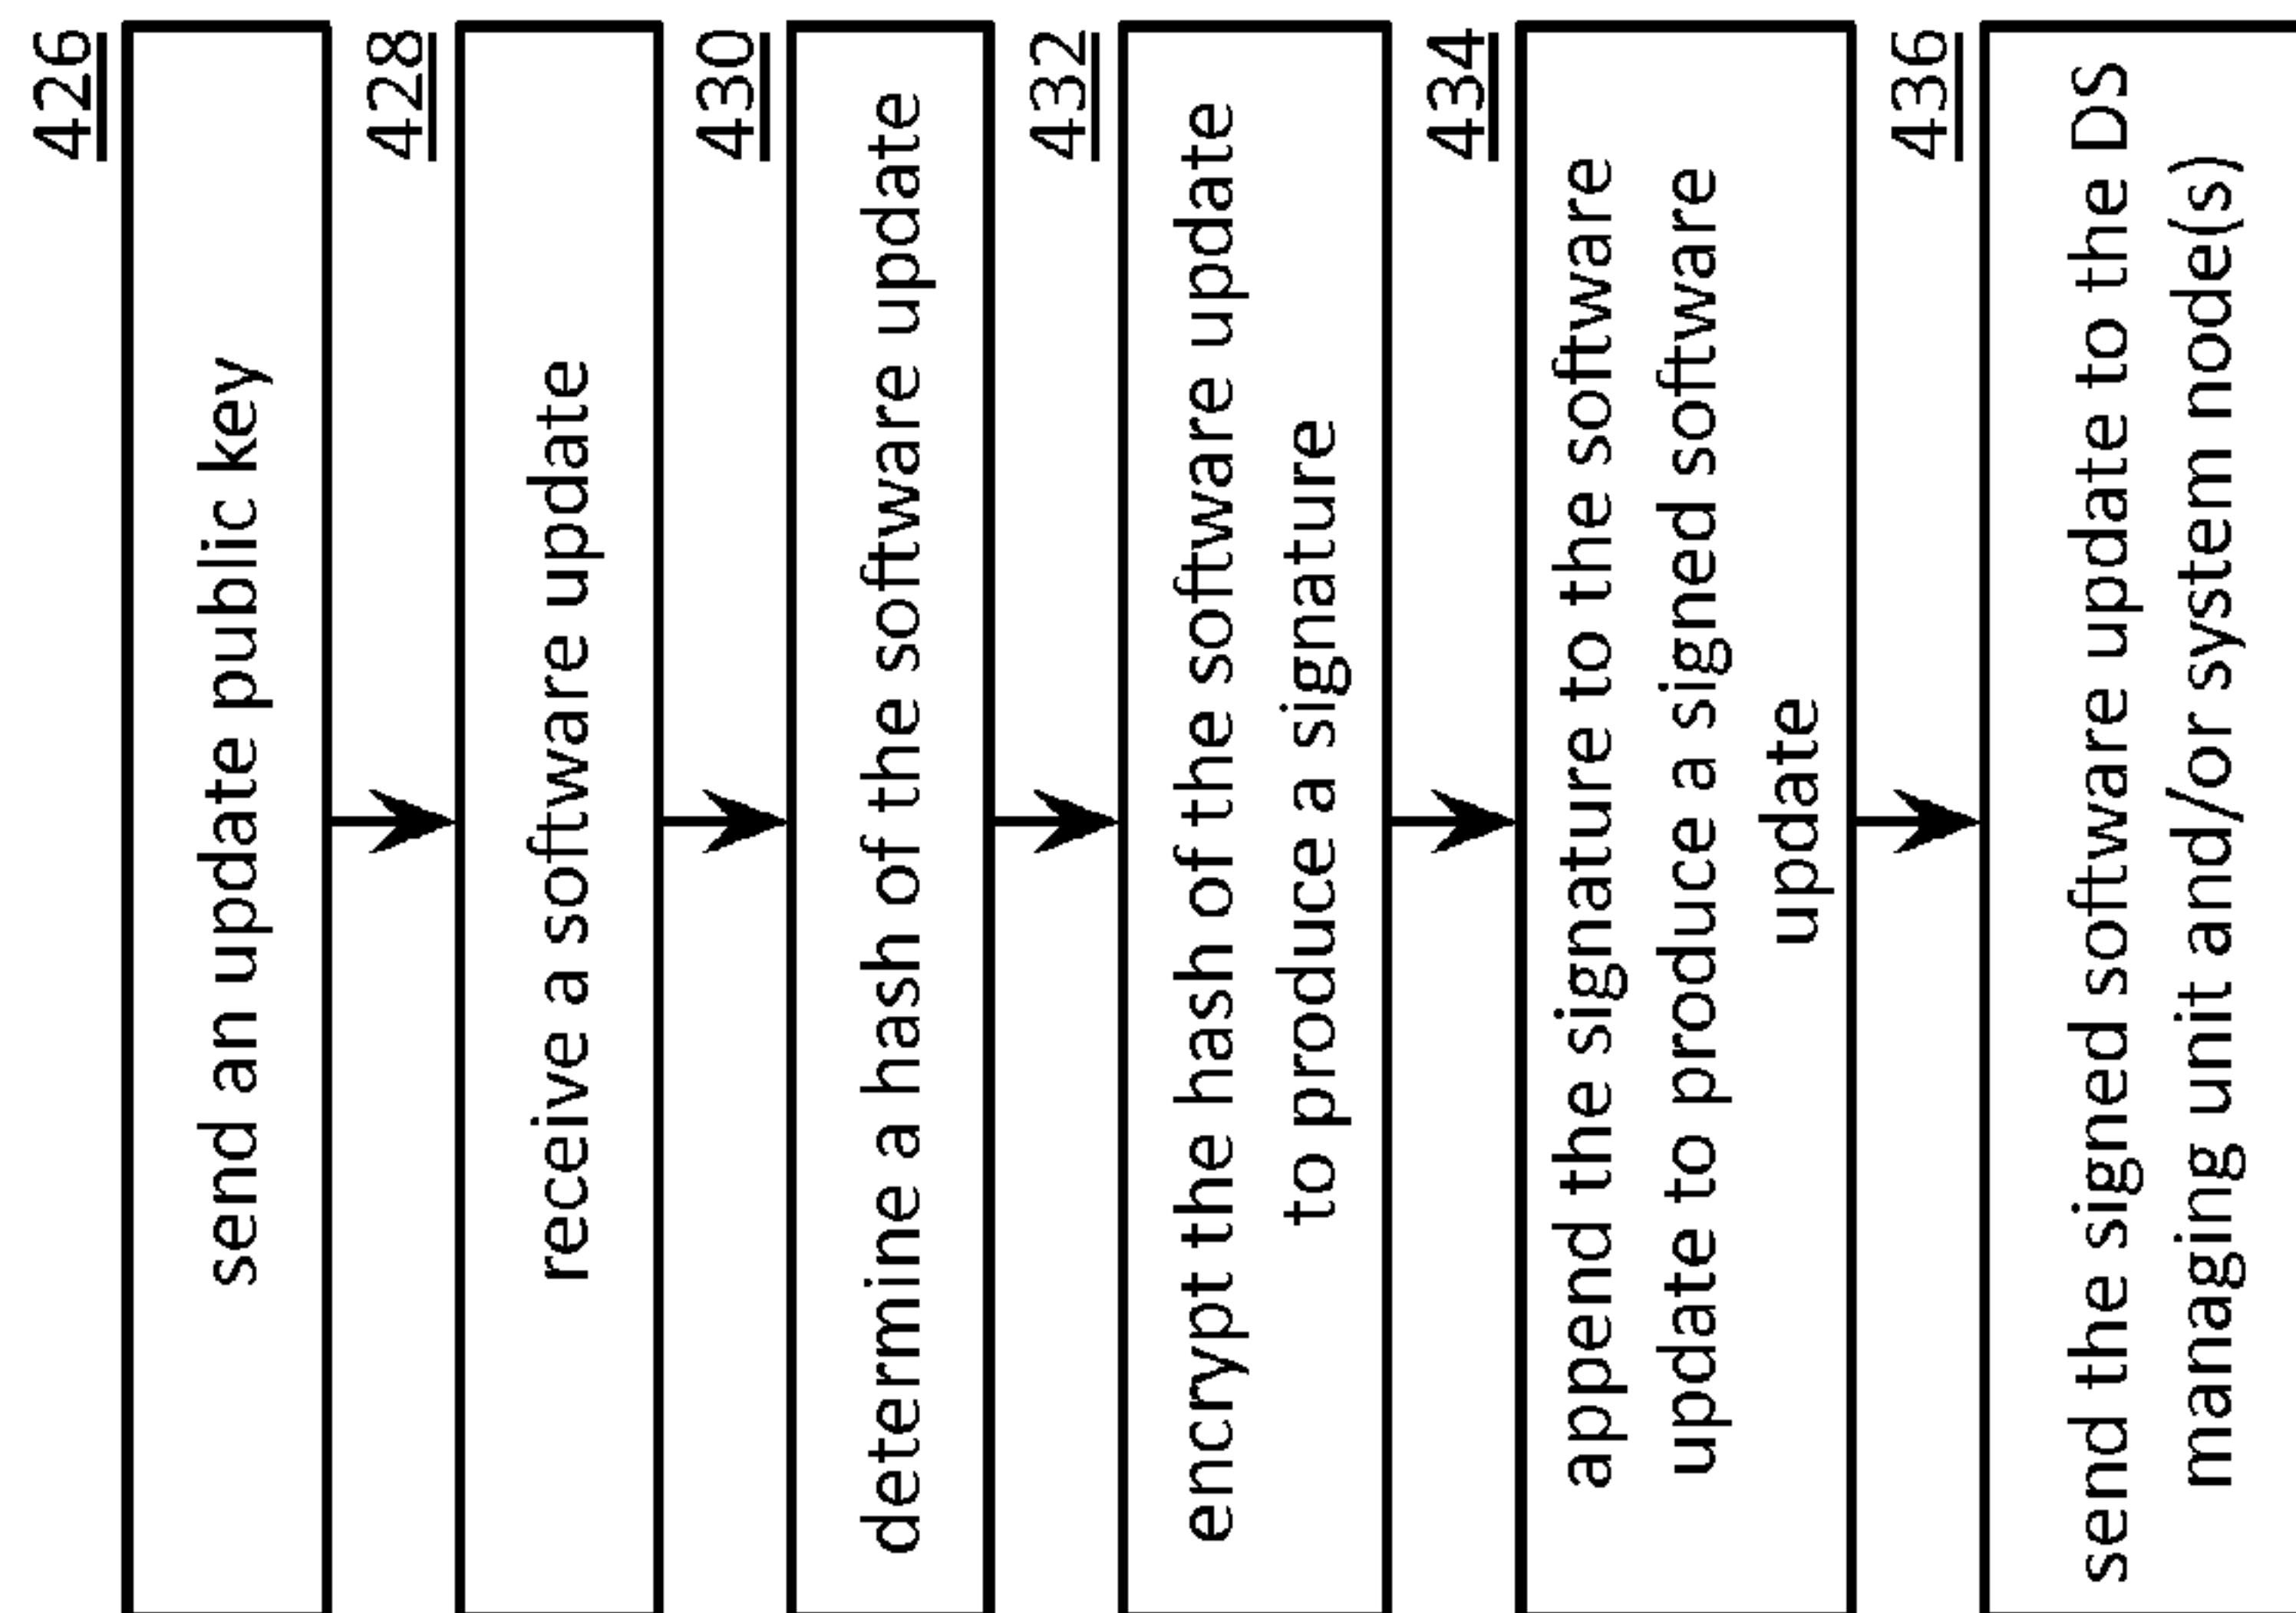 426
send an update public key
428
receive a software update
430
determine a hash of the software update
432
encrypt the hash of the software update
to produce a signature
434
append the signature to the software
update to produce a signed software
update
436
send the signed software update to the DS
managing unit and/or system node(s)